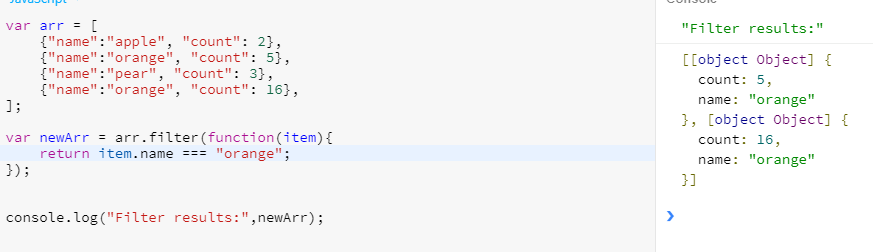 JavaScript
Console
var arr = [
{"name":"apple", "count": 2},
{"name":"orange", "count": 5},
{"name":"pear", "count": 3},
{"name":"orange", "count": 16},
];
var newArr = arr.filter(function(item){
return item.name === "orange";
});
console.log("Filter results:",newArr);
"Filter results:"
[[object Object] {
count: 5,
name: "orange"
}, [object Object] {
count: 16,
name: "orange"
}]
❯